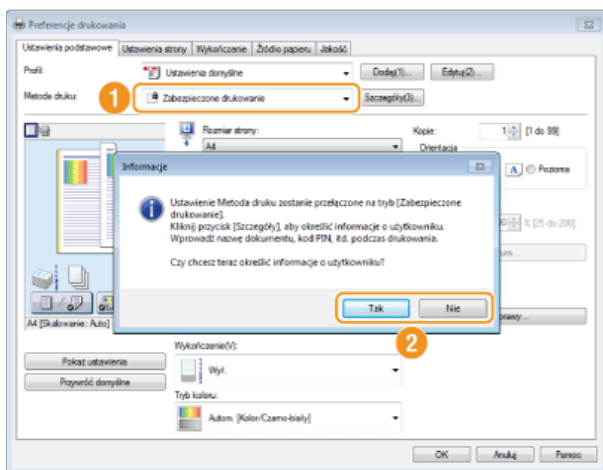 Preferencje drukowania
Ustawienia podstawowe Ustawienia strony Wykończenie Źródło papieru Jakość
Profil: Ustawienia domyślne Dodaj(1)... Edytuj(2)...
Metoda druku: 1 Zabezpieczone drukowanie Szczegóły(3)...
Rozmiar strony: Kopie: 1 [1 do 99]
A4 Orientacja
Informacje
A Pozioma
Ustawienie Metoda druku zostanie przełączone na tryb [Zabezpieczone
drukowanie].
Kliknij przycisk [Szczegóły], aby określić informacje o użytkowniku.
Wprowadź nazwę dokumentu, kod PIN, itd. podczas drukowania.
% [25 do 200]
Czy chcesz teraz określić informacje o użytkowniku?
Tak Nie
A4 [Skalowanie: Auto]
2
Wykończenie(V):
Pokaż ustawienia Wył.
Przywróć domyślne
Tryb koloru:
Autom. [Kolor/Czarno-biały]
OK Anuluj Pomoc